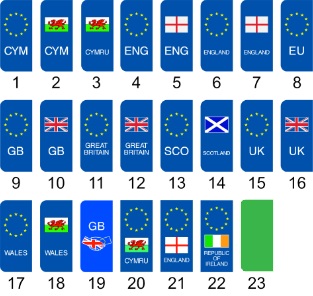 CYM CYM CYMRU ENG ENG ENGLAND ENGLAND EU
1 2 3 4 5 6 7 8
GB GB GREAT BRITAIN GREAT BRITAIN SCO SCOTLAND UK UK
9 10 11 12 13 14 15 16
WALES WALES GB CYMRU ENGLAND REPUBLIC OF IRELAND
17 18 19 20 21 22 23